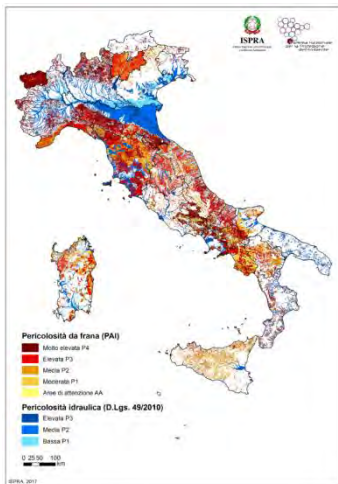 ISPRA
Pericolosità da frana (PAI)
Molto elevata P4
Elevata P3
Media P2
Moderata P1
Aree di attenzione AA
Pericolosità idraulica (D.Lgs. 49/2010)
Elevata P3
Media P2
Bassa P1
0 25 50 100
km
ISPRA, 2017